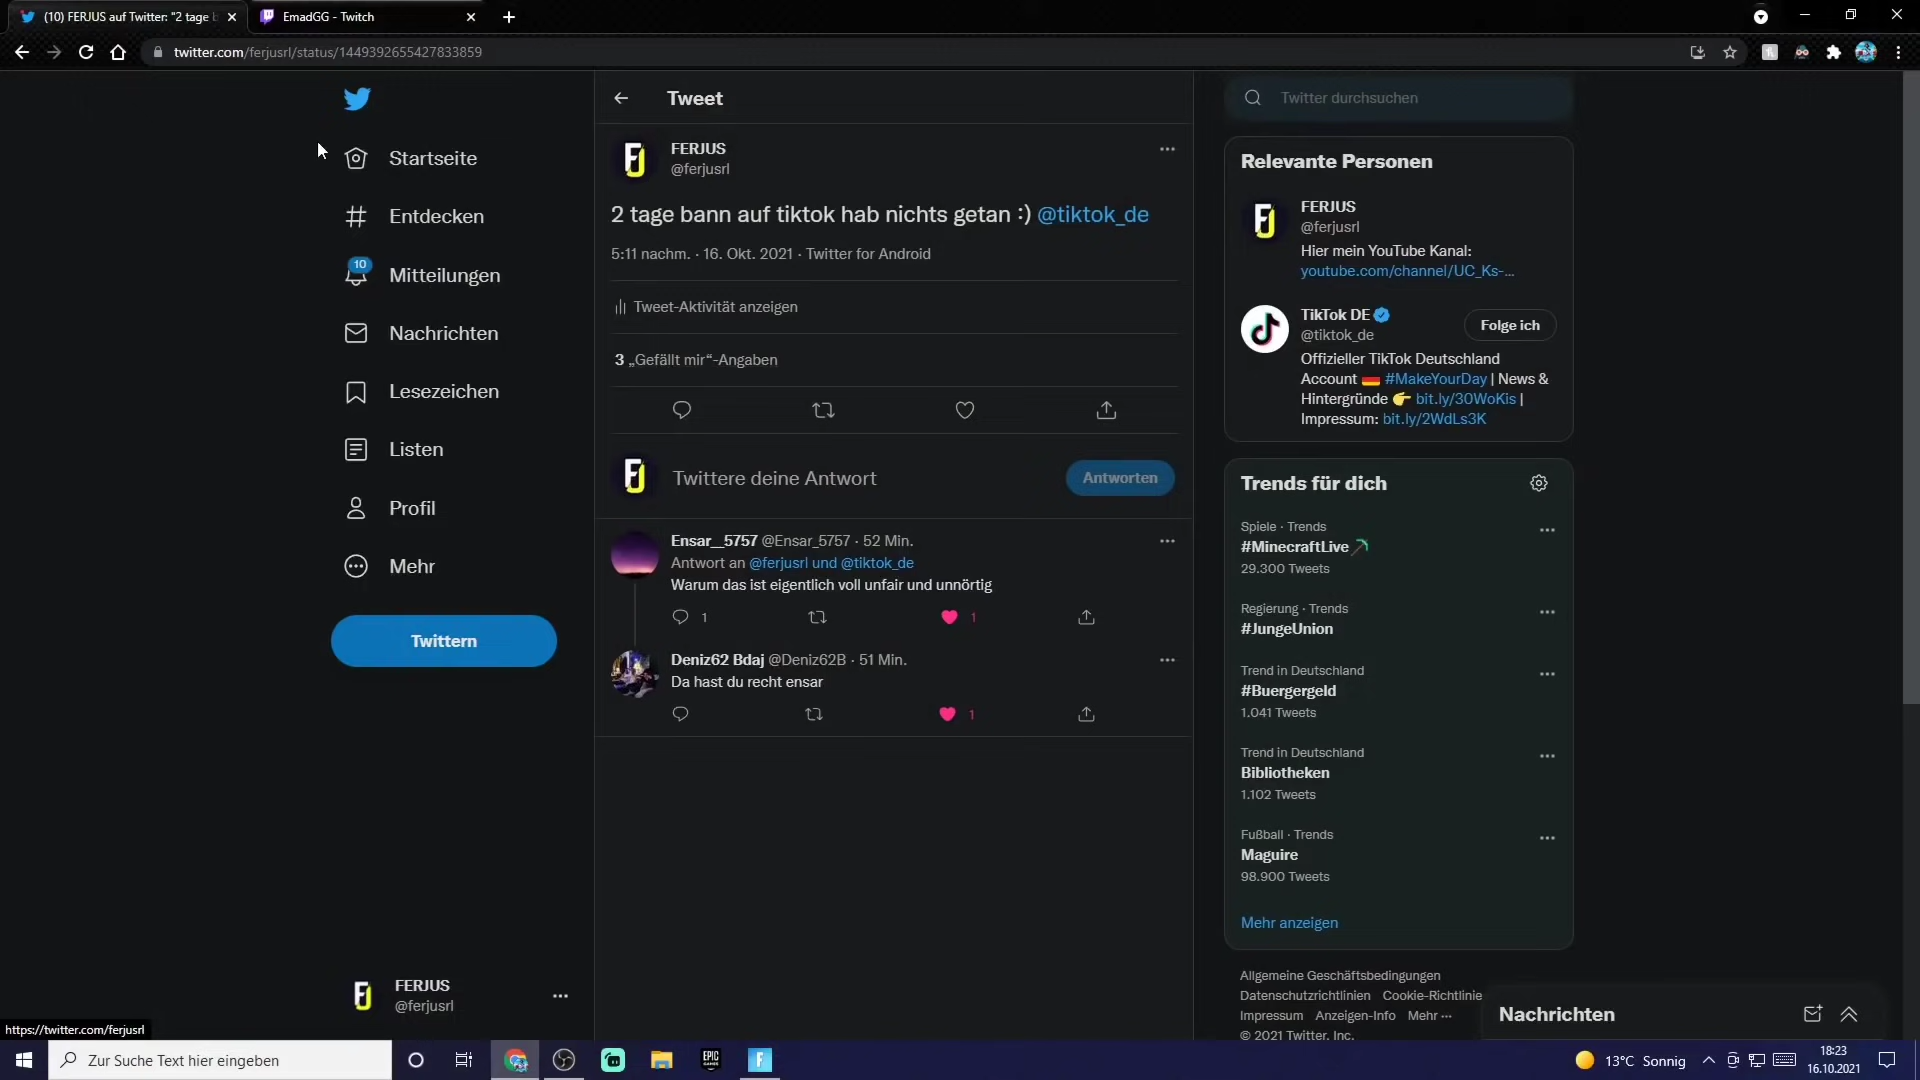 (10) FERJUS auf Twitter: "2 tage b
EmadGG - Twitch
twitter.com/ferjusrl/status/1449392655427833859
Startseite
Entdecken
10
Mitteilungen
Nachrichten
Lesezeichen
Listen
Profil
Mehr
Twittern
FERJUS
@ferjusrl
https://twitter.com/ferjusrl
Tweet
FERJUS
@ferjusrl
2 tage bann auf tiktok hab nichts getan :) @tiktok_de
5:11 nachm. · 16. Okt. 2021 · Twitter for Android
Tweet-Aktivität anzeigen
3 „Gefällt mir“-Angaben
Twittere deine Antwort
Antworten
Ensar__5757 @Ensar_5757 · 52 Min.
Antwort an @ferjusrl und @tiktok_de
Warum das ist eigentlich voll unfair und unnörtig
1 1
Deniz62 Bdaj @Deniz62B · 51 Min.
Da hast du recht ensar
1
Twitter durchsuchen
Relevante Personen
FERJUS
@ferjusrl
Hier mein YouTube Kanal:
youtube.com/channel/UC_Ks-...
TikTok DE
@tiktok_de
Folge ich
Offizieller TikTok Deutschland
Account #MakeYourDay | News &
Hintergründe bit.ly/30WoKis |
Impressum: bit.ly/2WdLs3K
Trends für dich
Spiele · Trends
#MinecraftLive
29.300 Tweets
Regierung · Trends
#JungeUnion
Trend in Deutschland
#Buergergeld
1.041 Tweets
Trend in Deutschland
Bibliotheken
1.102 Tweets
Fußball · Trends
Maguire
98.900 Tweets
Mehr anzeigen
Allgemeine Geschäftsbedingungen
Datenschutzrichtlinien Cookie-Richtlinie
Impressum Anzeigen-Info Mehr ···
© 2021 Twitter, Inc.
Nachrichten
Zur Suche Text hier eingeben
EPIC GAMES
13°C Sonnig
18:23
16.10.2021